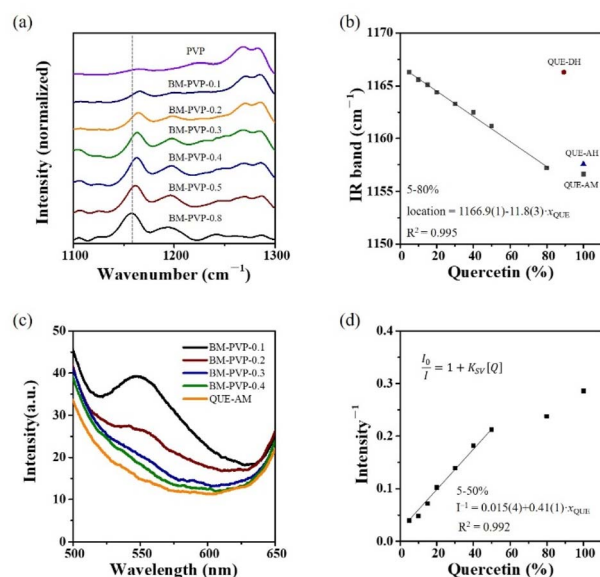 (a)
PVP
BM-PVP-0.1
BM-PVP-0.2
BM-PVP-0.3
BM-PVP-0.4
BM-PVP-0.5
BM-PVP-0.8
Intensity (normalized)
1100
1200
1300
Wavenumber (cm⁻¹)
(b)
1170
1165
1160
1155
1150
IR band (cm⁻¹)
QUE-DH
QUE-AH
QUE-AM
5-80%
location = 1166.9(1)-11.8(3)·x_QUE
R² = 0.995
0
20
40
60
80
100
Quercetin (%)
(c)
50
40
30
20
10
0
Intensity(a.u.)
BM-PVP-0.1
BM-PVP-0.2
BM-PVP-0.3
BM-PVP-0.4
QUE-AM
500
550
600
650
Wavelength (nm)
(d)
0.4
0.3
0.2
0.1
0.0
Intensity⁻¹
I₀/I = 1 + K_SV[Q]
5-50%
I⁻¹ = 0.015(4)+0.41(1)·x_QUE
R² = 0.992
0
20
40
60
80
100
Quercetin (%)